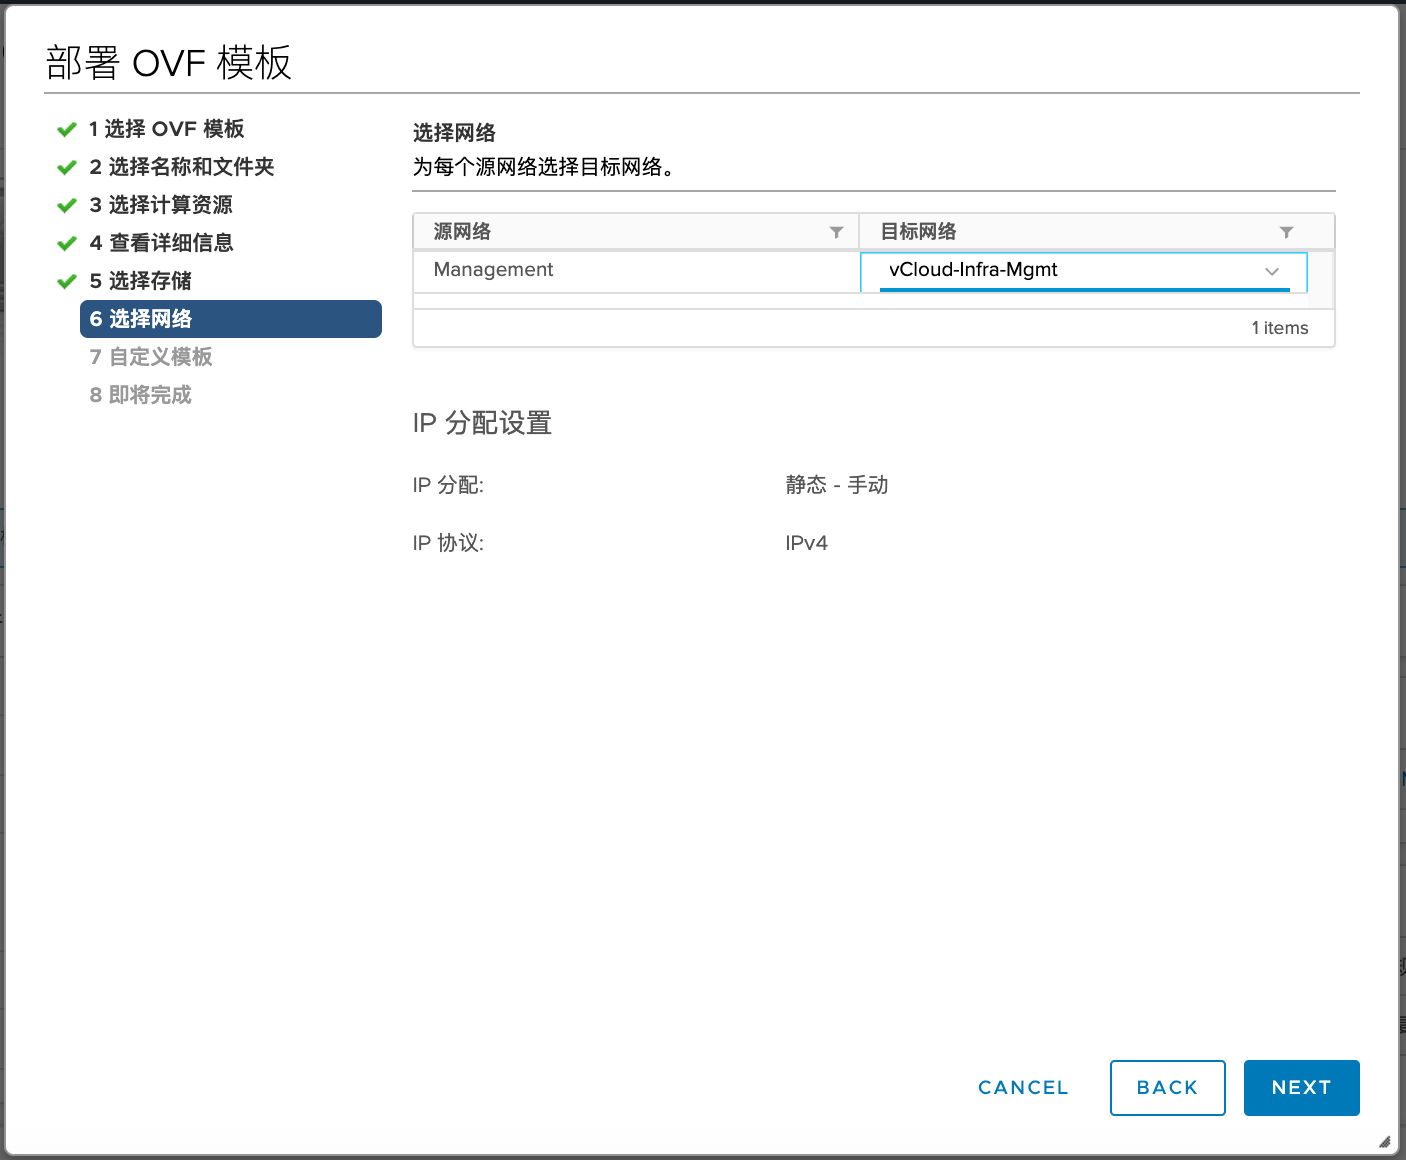 部署 OVF 模板
1 选择 OVF 模板
2 选择名称和文件夹
3 选择计算资源
4 查看详细信息
5 选择存储
6 选择网络
7 自定义模板
8 即将完成
选择网络
为每个源网络选择目标网络。
源网络 目标网络
Management vCloud-Infra-Mgmt
1 items
IP 分配设置
IP 分配: 静态 - 手动
IP 协议: IPv4
CANCEL BACK NEXT